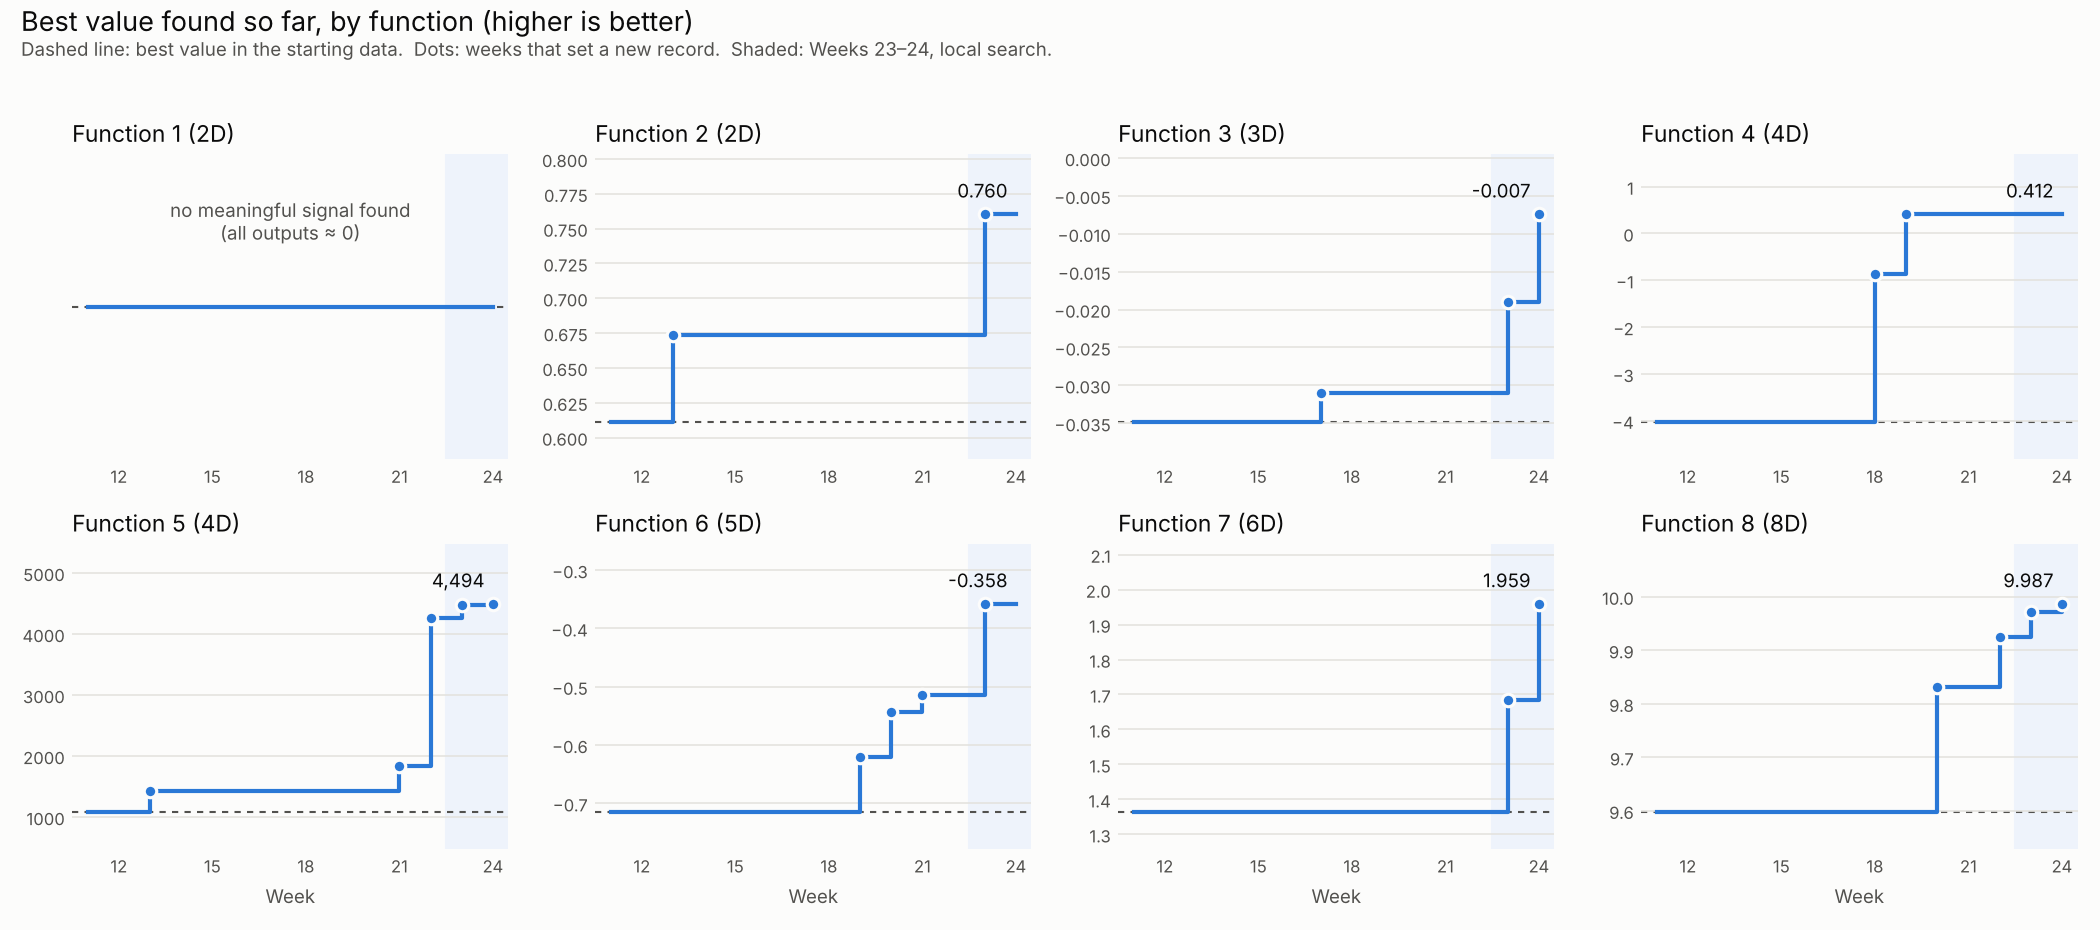 Best value found so far, by function (higher is better)
Dashed line: best value in the starting data.  Dots: weeks that set a new record.  Shaded: Weeks 23–24, local search.
Function 1 (2D)
no meaningful signal found
(all outputs ≈ 0)
12 15 18 21 24
Function 2 (2D)
0.800
0.775
0.750
0.725
0.700
0.675
0.650
0.625
0.600
0.760
12 15 18 21 24
Function 3 (3D)
0.000
−0.005
−0.010
−0.015
−0.020
−0.025
−0.030
−0.035
-0.007
12 15 18 21 24
Function 4 (4D)
1
0
−1
−2
−3
−4
0.412
12 15 18 21 24
Function 5 (4D)
5000
4000
3000
2000
1000
4,494
12 15 18 21 24
Week
Function 6 (5D)
−0.3
−0.4
−0.5
−0.6
−0.7
-0.358
12 15 18 21 24
Week
Function 7 (6D)
2.1
2.0
1.9
1.8
1.7
1.6
1.5
1.4
1.3
1.959
12 15 18 21 24
Week
Function 8 (8D)
10.0
9.9
9.8
9.7
9.6
9.987
12 15 18 21 24
Week